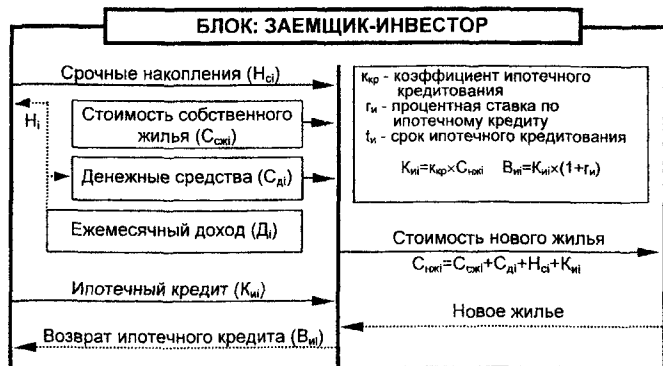 БЛОК: ЗАЕМЩИК-ИНВЕСТОР
Срочные накопления (Нсi)
Нi
Стоимость собственного
жилья (Ссжi)
Денежные средства (Сдi)
Ежемесячный доход (Дi)
Ипотечный кредит (Киi)
Возврат ипотечного кредита (Виi)
ккр - коэффициент ипотечного
кредитования
rи - процентная ставка по
ипотечному кредиту
tи - срок ипотечного кредитования
Киi=ккр×Снжi Виi=Киi×(1+rи)
Стоимость нового жилья
Снжi=Ссжi+Сдi+Нсi+Киi
Новое жилье